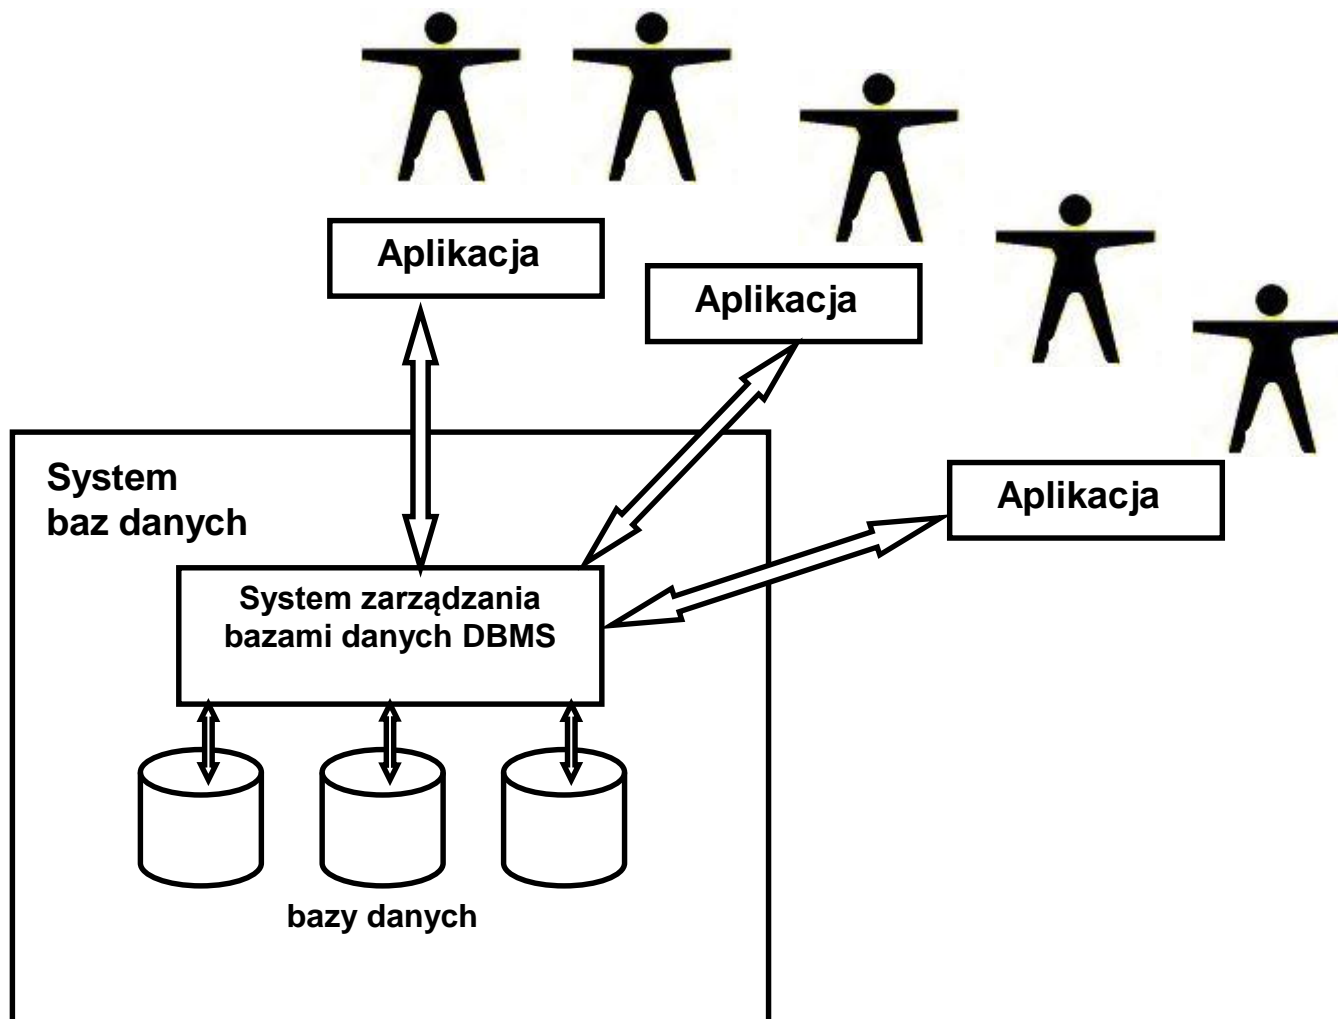 Aplikacja
Aplikacja
System
baz danych
Aplikacja
System zarządzania
bazami danych DBMS
bazy danych